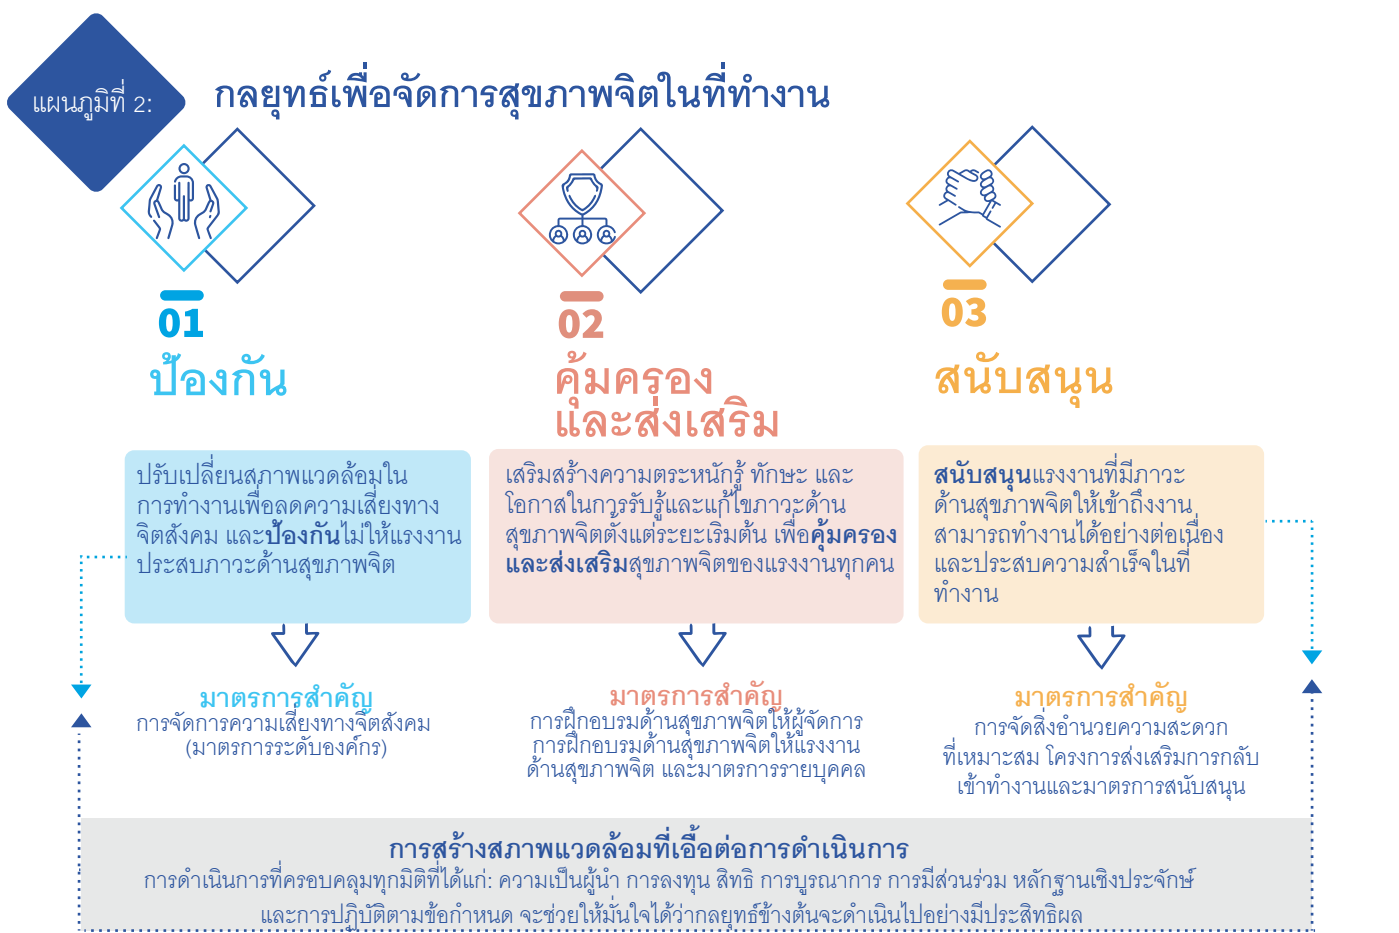 แผนภูมิที่ 2:
กลยุทธ์เพื่อจัดการสุขภาพจิตในที่ทำงาน
01
ป้องกัน
ปรับเปลี่ยนสภาพแวดล้อมใน
การทำงานเพื่อลดความเสี่ยงทาง
จิตสังคม และป้องกันไม่ให้แรงงาน
ประสบภาวะด้านสุขภาพจิต
มาตรการสำคัญ
การจัดการความเสี่ยงทางจิตสังคม
(มาตรการระดับองค์กร)
02
คุ้มครอง
และส่งเสริม
เสริมสร้างความตระหนักรู้ ทักษะ และ
โอกาสในการรับรู้และแก้ไขภาวะด้าน
สุขภาพจิตตั้งแต่ระยะเริ่มต้น เพื่อคุ้มครอง
และส่งเสริมสุขภาพจิตของแรงงานทุกคน
มาตรการสำคัญ
การฝึกอบรมด้านสุขภาพจิตให้ผู้จัดการ
การฝึกอบรมด้านสุขภาพจิตให้แรงงาน
ด้านสุขภาพจิต และมาตรการรายบุคคล
03
สนับสนุน
สนับสนุนแรงงานที่มีภาวะ
ด้านสุขภาพจิตให้เข้าถึงงาน
สามารถทำงานได้อย่างต่อเนื่อง
และประสบความสำเร็จในที่
ทำงาน
มาตรการสำคัญ
การจัดสิ่งอำนวยความสะดวก
ที่เหมาะสม โครงการส่งเสริมการกลับ
เข้าทำงานและมาตรการสนับสนุน
การสร้างสภาพแวดล้อมที่เอื้อต่อการดำเนินการ
การดำเนินการที่ครอบคลุมทุกมิติที่ได้แก่: ความเป็นผู้นำ การลงทุน สิทธิ การบูรณาการ การมีส่วนร่วม หลักฐานเชิงประจักษ์
และการปฏิบัติตามข้อกำหนด จะช่วยให้มั่นใจได้ว่ากลยุทธ์ข้างต้นจะดำเนินไปอย่างมีประสิทธิผล